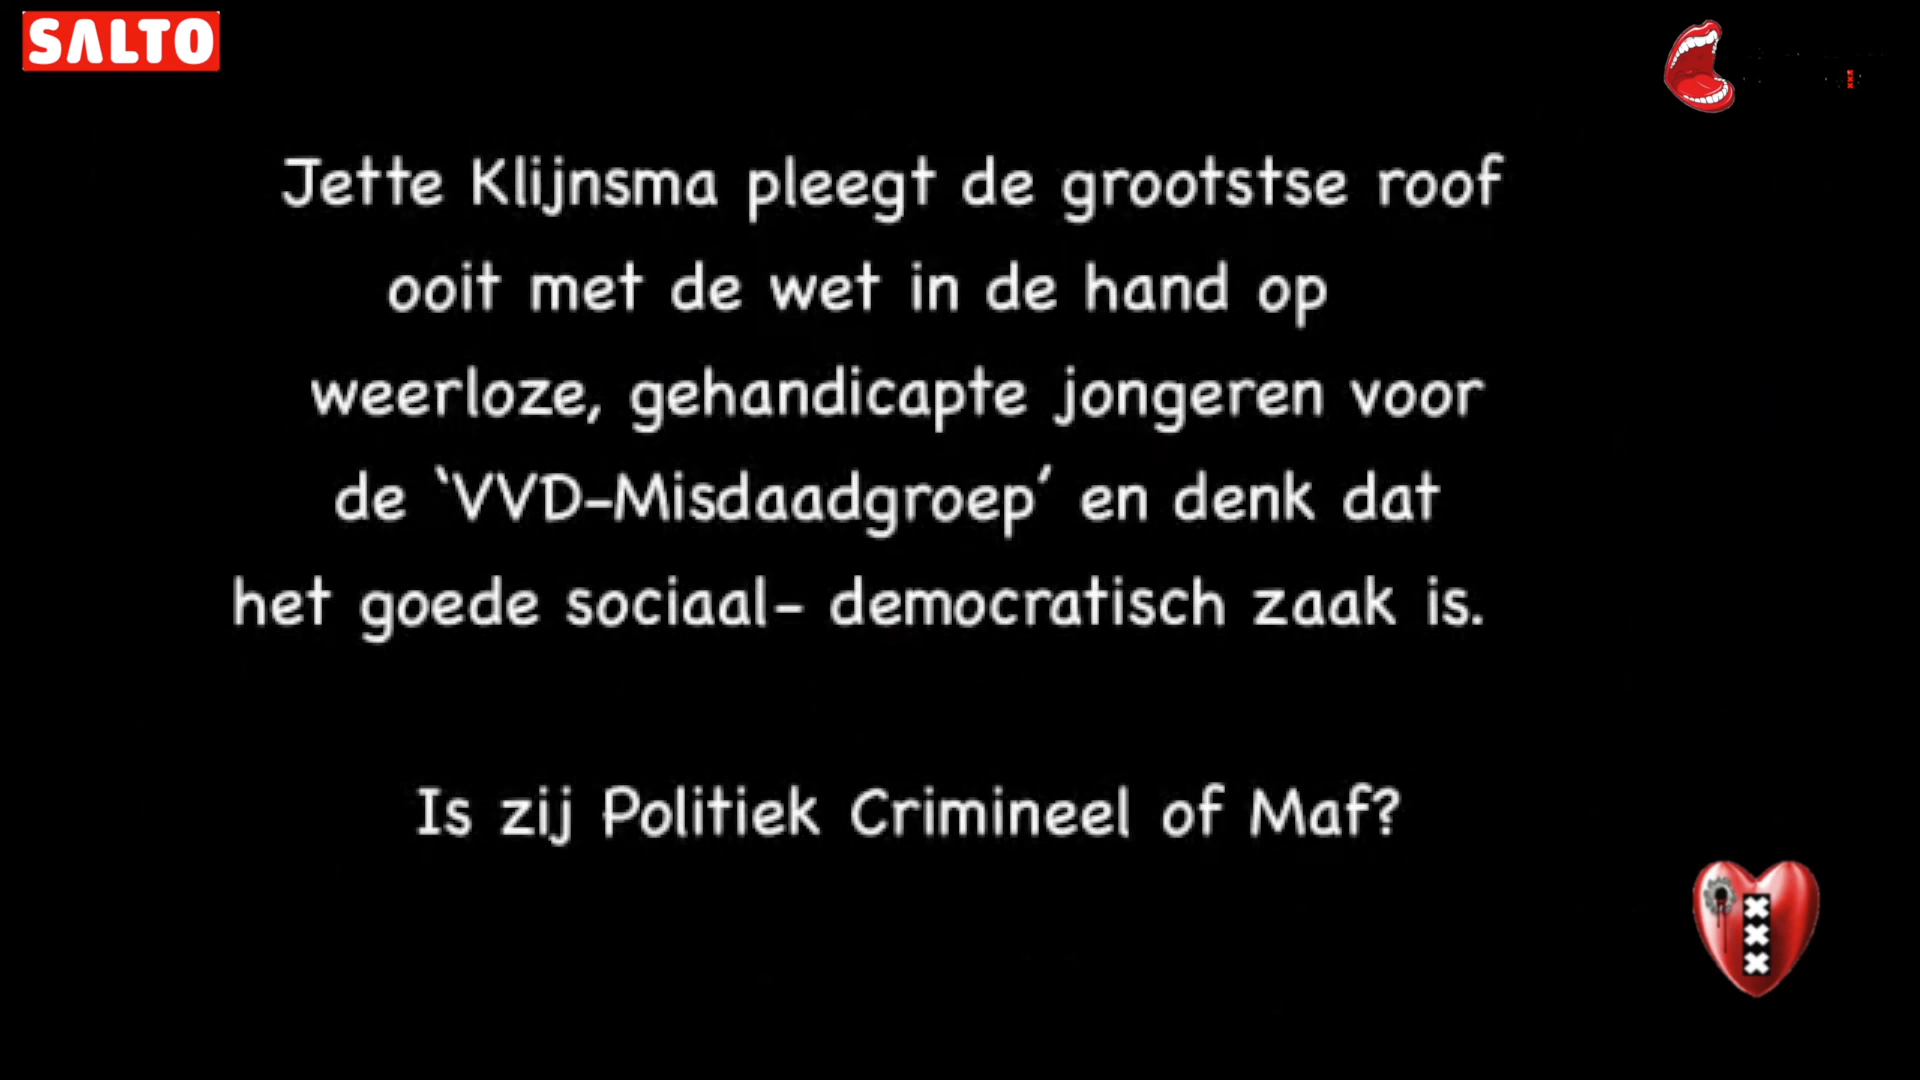 SALTO
Jette Klijnsma pleegt de grootstse roof
ooit met de wet in de hand op
weerloze, gehandicapte jongeren voor
de ‘VVD-Misdaadgroep’ en denk dat
het goede sociaal- democratisch zaak is.
Is zij Politiek Crimineel of Maf?